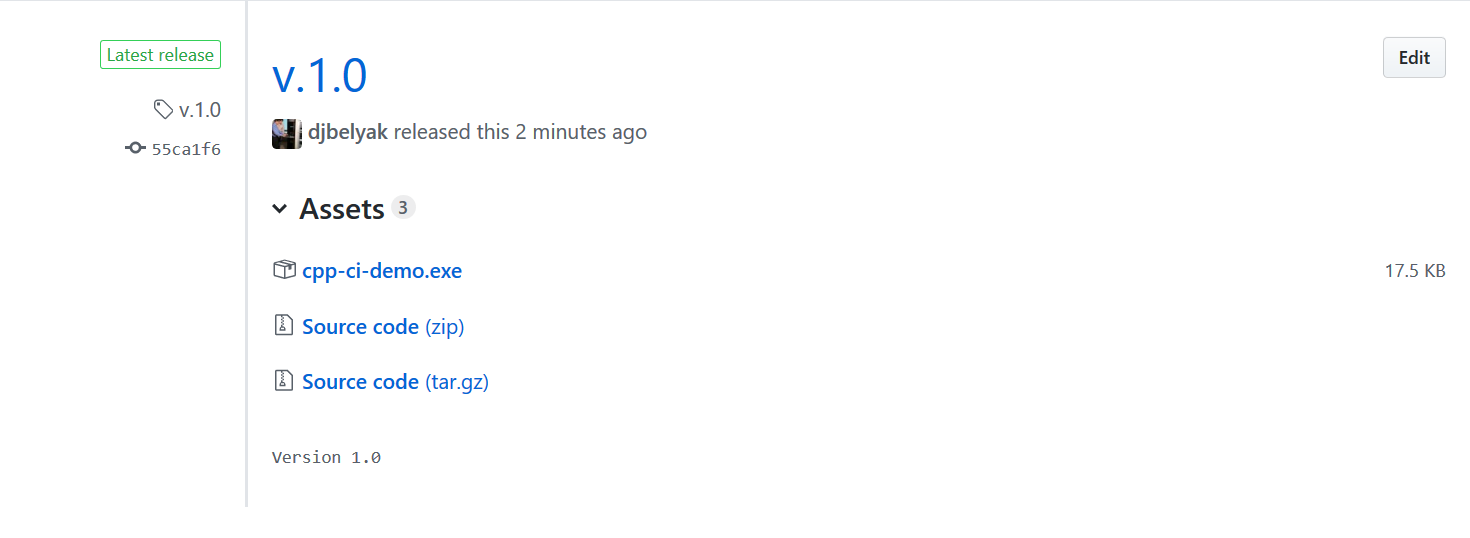 Latest release
v.1.0
55ca1f6
v.1.0
Edit
djbelyak released this 2 minutes ago
Assets 3
cpp-ci-demo.exe 17.5 KB
Source code (zip)
Source code (tar.gz)
Version 1.0